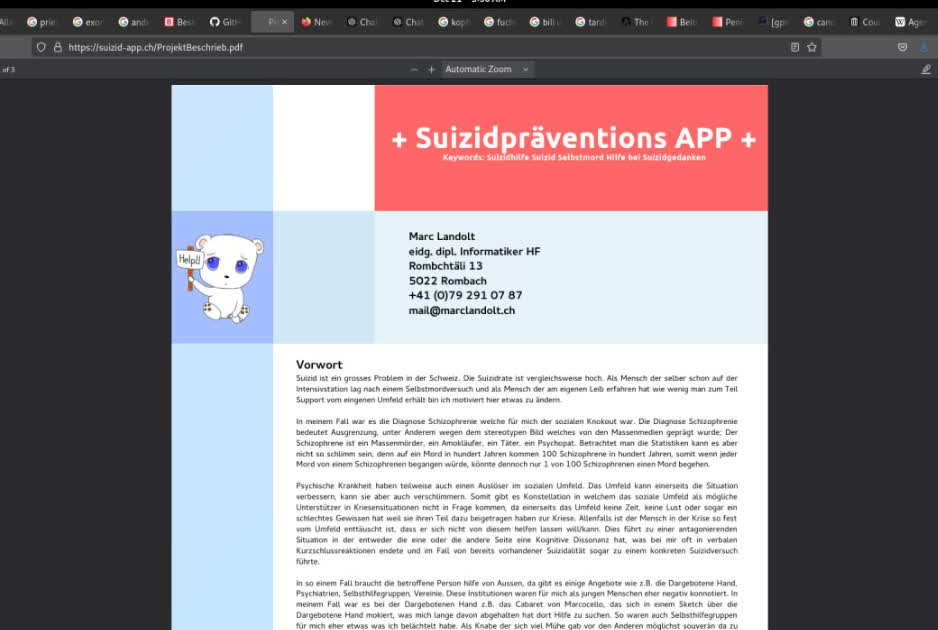 Dec 21 5:36 AM
Alle
prie
exor
andr
Bes
GitH
Pr
New
Chat
Chat
koph
fuch
bill u
tard
The
Beit
Pen
[gp
canc
Cou
Age
https://suizid-app.ch/ProjektBeschrieb.pdf
of 3
− + Automatic Zoom
+ Suizidpräventions APP +
Keywords: Suizidhilfe Suizid Selbstmord Hilfe bei Suizidgedanken
Help!!
Marc Landolt
eidg. dipl. Informatiker HF
Rombchtäli 13
5022 Rombach
+41 (0)79 291 07 87
mail@marclandolt.ch
Vorwort
Suizid ist ein grosses Problem in der Schweiz. Die Suizidrate ist vergleichsweise hoch. Als Mensch der selber schon auf der
Intensivstation lag nach einem Selbstmordversuch und als Mensch der am eigenen Leib erfahren hat wie wenig man zum Teil
Support vom eingenen Umfeld erhält bin ich motiviert hier etwas zu ändern.
In meinem Fall war es die Diagnose Schizophrenie welche für mich der sozialen Knokout war. Die Diagnose Schizophrenie
bedeutet Ausgrenzung, unter Anderem wegen dem stereotypen Bild welches von den Massenmedien geprägt wurde; Der
Schizophrene ist ein Massenmörder, ein Amokläufer, ein Täter, ein Psychopat. Betrachtet man die Statistiken kann es aber
nicht so schlimm sein, denn auf ein Mord in hundert Jahren kommen 100 Schizophrene in hundert Jahren, somit wenn jeder
Mord von einem Schizophrenen begangen würde, könnte dennoch nur 1 von 100 Schizophrenen einen Mord begehen.
Psychische Krankheit haben teilweise auch einen Auslöser im sozialen Umfeld. Das Umfeld kann einerseits die Situation
verbessern, kann sie aber auch verschlimmern. Somit gibt es Konstellation in welchem das soziale Umfeld als mögliche
Unterstützer in Kriesensituationen nicht in Frage kommen, da einerseits das Umfeld keine Zeit, keine Lust oder sogar ein
schlechtes Gewissen hat weil sie ihren Teil dazu beigetragen haben zur Kriese. Allenfalls ist der Mensch in der Krise so fest
vom Umfeld enttäuscht ist, dass er sich nicht von diesem helfen lassen will/kann. Dies führt zu einer antagonierenden
Situation in der entweder die eine oder die andere Seite eine Kognitive Dissonanz hat, was bei mir oft in verbalen
Kurzschlussreaktionen endete und im Fall von bereits vorhandener Suizidalität sogar zu einem konkreten Suizidversuch
führte.
In so einem Fall braucht die betroffene Person hilfe von Aussen, da gibt es einige Angebote wie z.B. die Dargebotene Hand,
Psychiatrien, Selbsthlifegruppen, Vereinie. Diese Institutionen waren für mich als jungen Menschen eher negativ konnotiert. In
meinem Fall war es bei der Dargebotenen Hand z.B. das Cabaret von Marcocello, das sich in einem Sketch über die
Dargebotene Hand mokiert, was mich lange davon abgehalten hat dort Hilfe zu suchen. So waren auch Selbsthilfegruppen
für mich eher etwas was ich belächtelt habe. Als Knabe der sich viel Mühe gab vor den Anderen möglichst souverän da zu